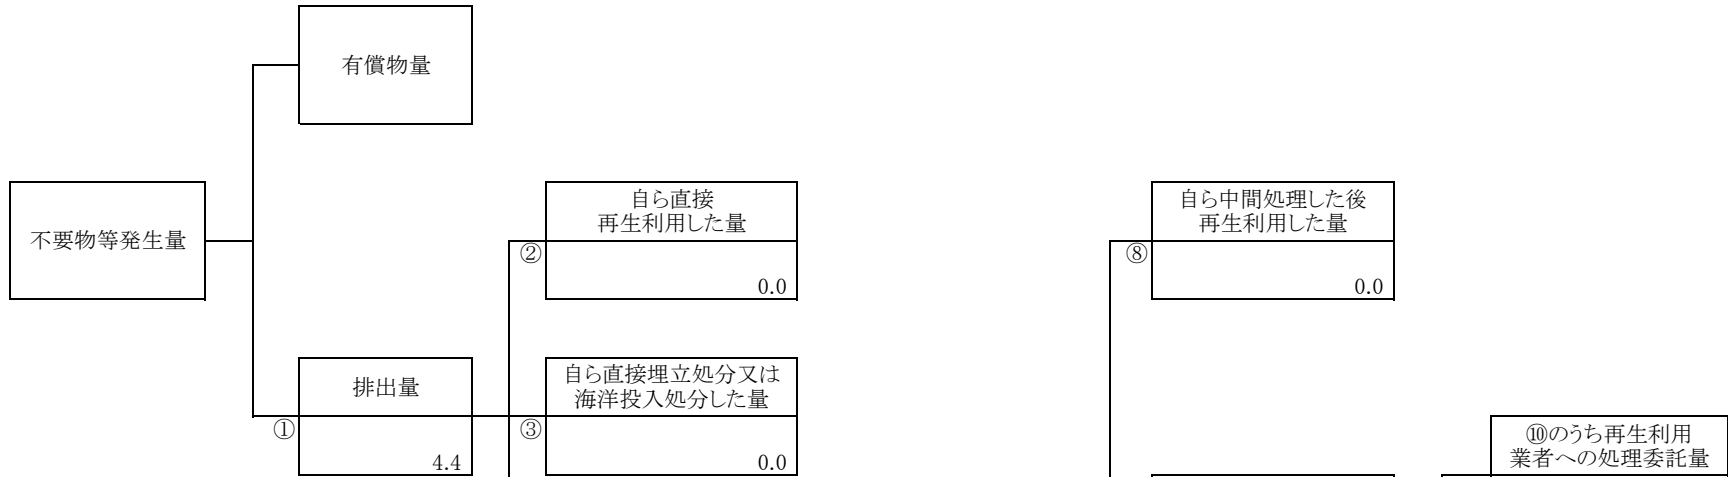 有償物量
不要物等発生量
自ら直接
再生利用した量
②
0.0
自ら中間処理した後
再生利用した量
⑧
0.0
排出量
①
4.4
自ら直接埋立処分又は
海洋投入処分した量
③
0.0
⑩のうち再生利用
業者への処理委託量